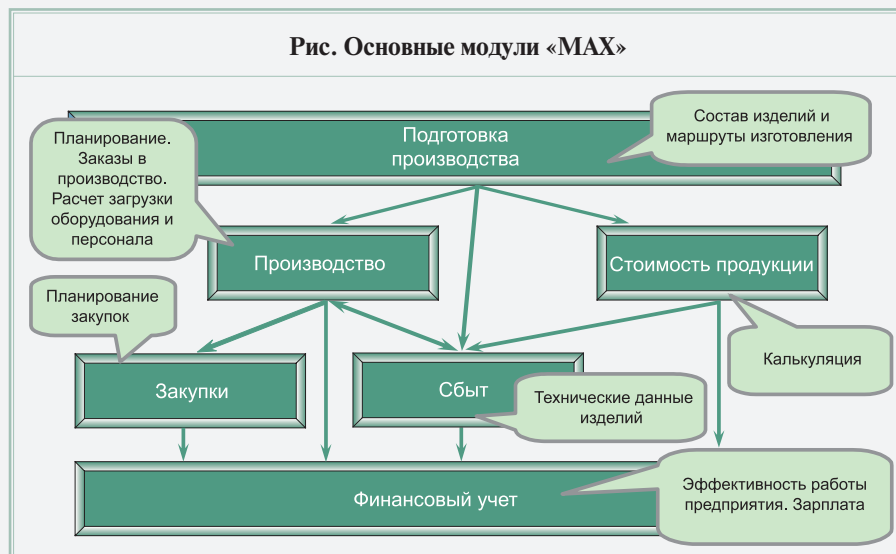 Рис. Основные модули «МАХ»
Планирование.
Заказы в
производство.
Расчет загрузки
оборудования и
персонала
Подготовка
производства
Состав изделий и
маршруты изготовления
Производство
Стоимость продукции
Планирование
закупок
Калькуляция
Закупки
Сбыт
Технические данные
изделий
Финансовый учет
Эффективность работы
предприятия. Зарплата